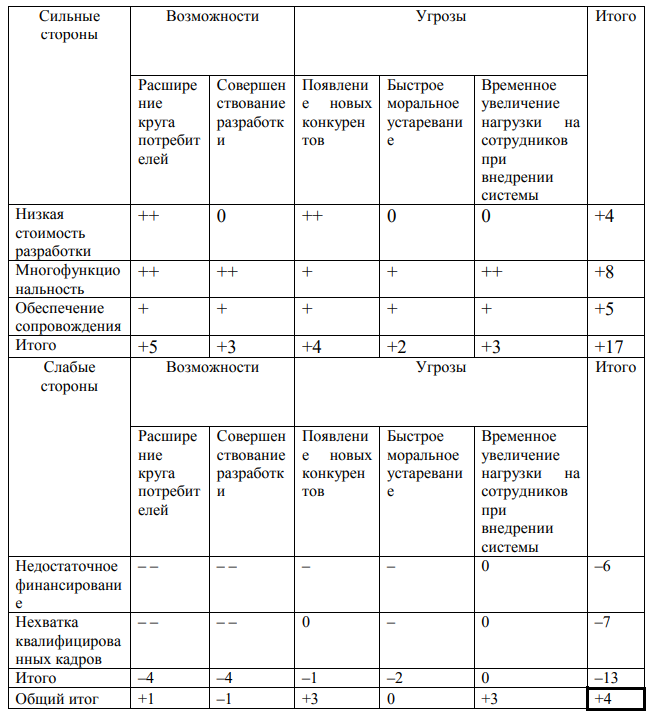 Сильные стороны Возможности Угрозы Итого
Расшире Совершен Появлени Быстрое Временное
ние ствование е новых моральное увеличение
круга разработк конкурен устаревани нагрузки на
потребит и тов е сотрудников
елей при
внедрении
системы
Низкая ++ 0 ++ 0 0 +4
стоимость
разработки
Многофункцио ++ ++ + + ++ +8
нальность
Обеспечение + + + + + +5
сопровождения
Итого +5 +3 +4 +2 +3 +17
Слабые стороны Возможности Угрозы Итого
Расшире Совершен Появлени Быстрое Временное
ние ствование е новых моральное увеличение
круга разработк конкурен устаревани нагрузки на
потребит и тов е сотрудников
елей при
внедрении
системы
Недостаточное – – – – – – 0 –6
финансировани
е
Нехватка – – – – 0 – 0 –7
квалифицирова
нных кадров
Итого –4 –4 –1 –2 0 –13
Общий итог +1 –1 +3 0 +3 +4